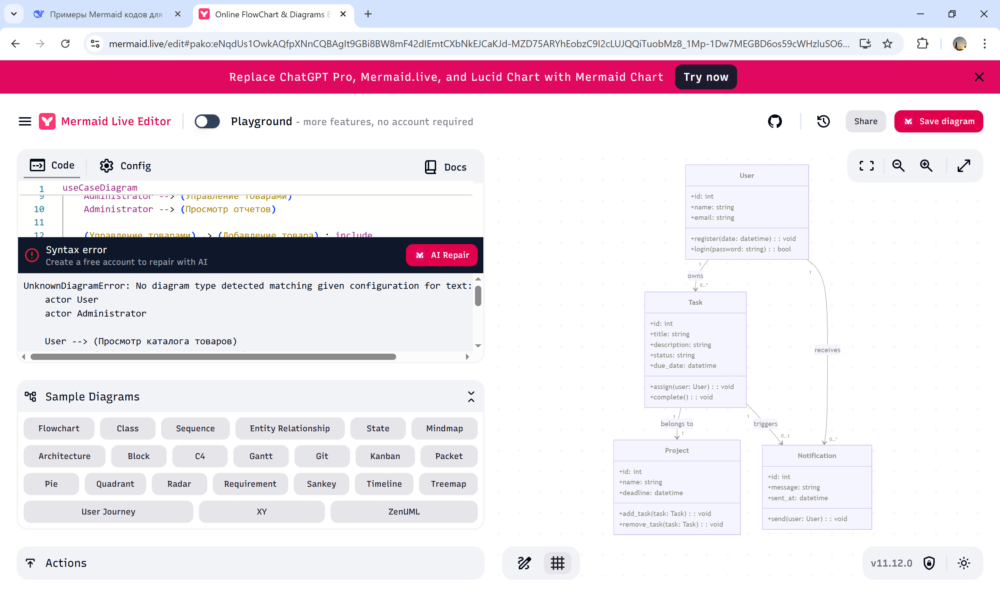 Примеры Mermaid кодов для
Online FlowChart & Diagrams E
mermaid.live/edit#pako:eNqdUs1OwkAQfpXNnCQBAgIt9GBi8BW8mF42dIEmtCXbNkEJCaKJd-MZD75ARYhEobzC9I2cLUJQQiTuobMz8_1Mp-1Dw7MEGBD6os59cWHzluSO6...
Replace ChatGPT Pro, Mermaid.live, and Lucid Chart with Mermaid Chart
Try now
Mermaid Live Editor
Playground - more features, no account required
Share
Save diagram
Code
Config
Docs
1 useCaseDiagram
9 Administrator --> (Управление товарами)
10 Administrator --> (Просмотр отчетов)
11
12 (Управление товарами) .> (Добавление товара) : include
Syntax error
Create a free account to repair with AI
AI Repair
UnknownDiagramError: No diagram type detected matching given configuration for text:
actor User
actor Administrator
User --> (Просмотр каталога товаров)
Sample Diagrams
Flowchart
Class
Sequence
Entity Relationship
State
Mindmap
Architecture
Block
C4
Gantt
Git
Kanban
Packet
Pie
Quadrant
Radar
Requirement
Sankey
Timeline
Treemap
User Journey
XY
ZenUML
Actions
User
+id: int
+name: string
+email: string
+register(date: datetime) : : void
+login(password: string) : : bool
1
owns
0..*
1
receives
Task
+id: int
+title: string
+description: string
+status: string
+due_date: datetime
+assign(user: User) : : void
+complete() : : void
1
belongs to
1
1
triggers
0..1
0..*
Project
+id: int
+name: string
+deadline: datetime
+add_task(task: Task) : : void
+remove_task(task: Task) : : void
Notification
+id: int
+message: string
+sent_at: datetime
+send(user: User) : : void
v11.12.0